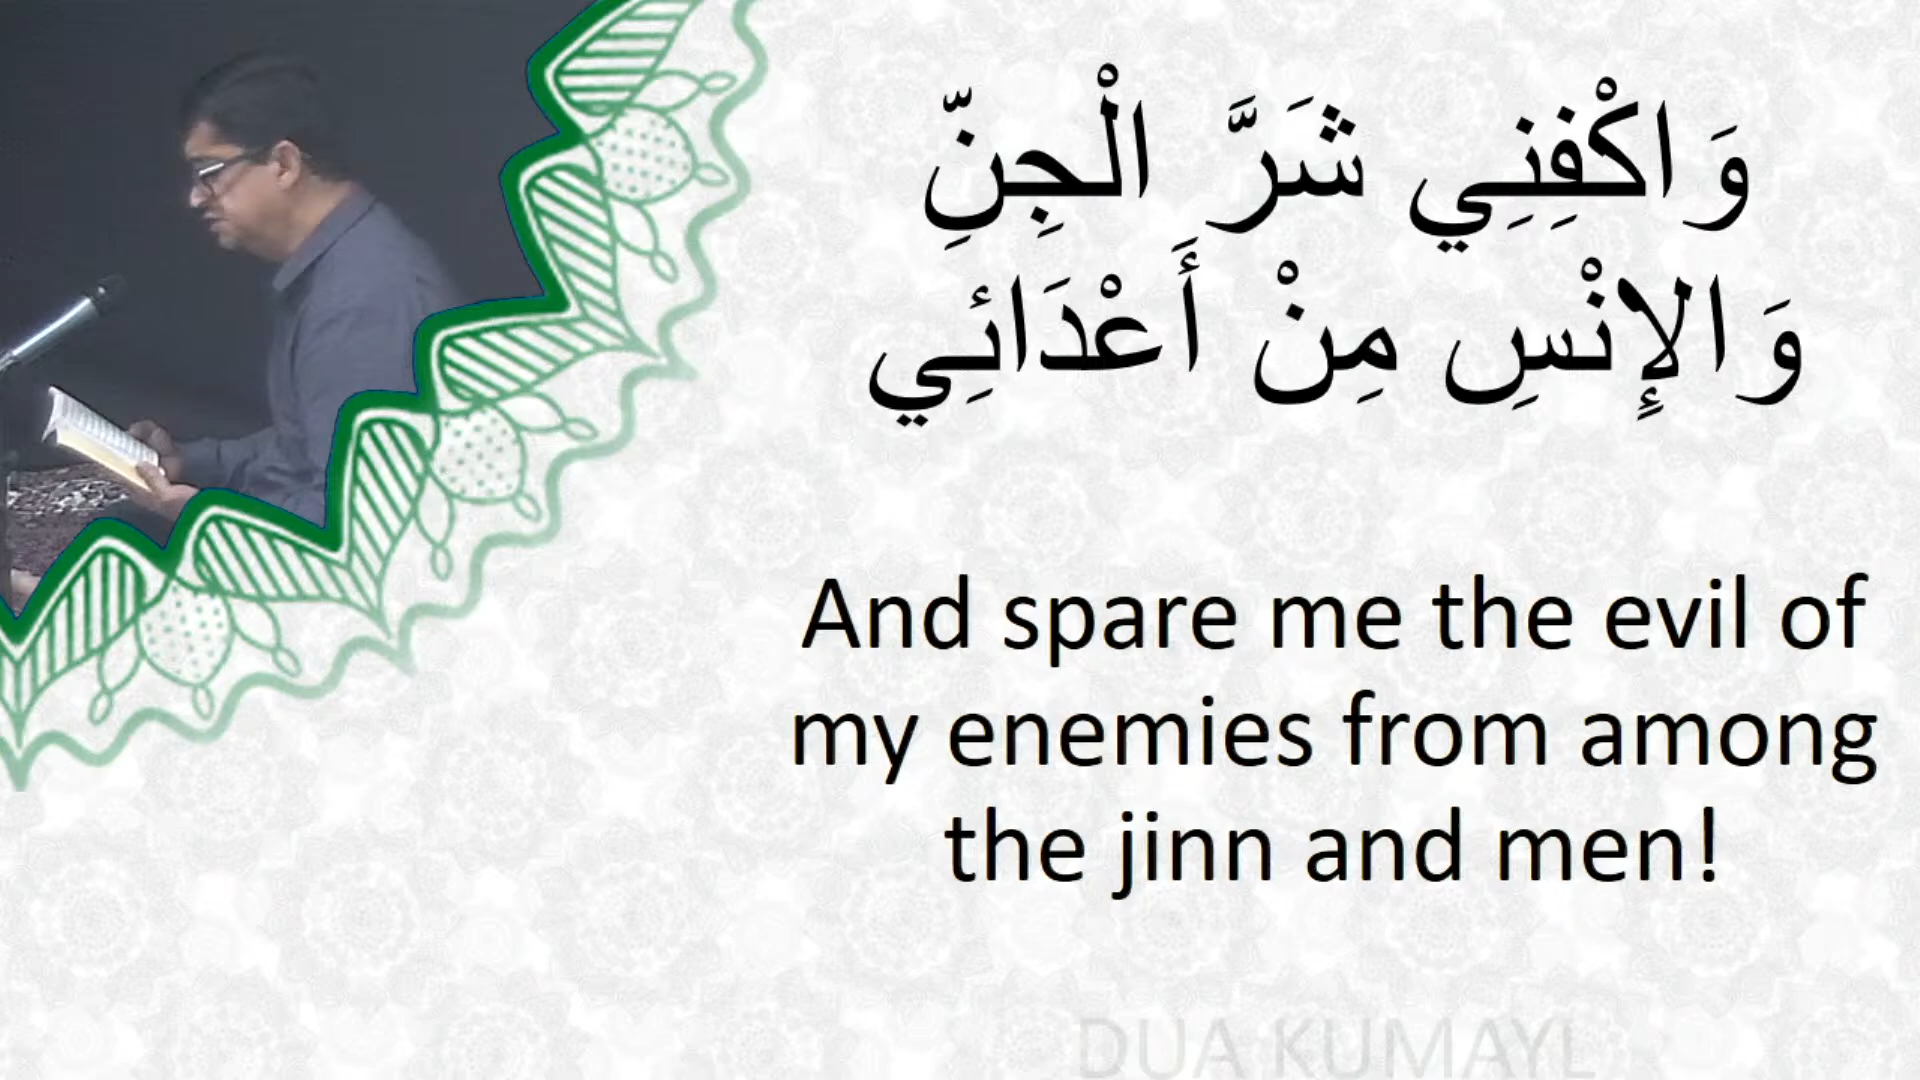 وَاكْفِنِي شَرَّ الْجِنِّ
وَالإِنْسِ مِنْ أَعْدَائِي
And spare me the evil of
my enemies from among
the jinn and men!
DUA KUMAYL